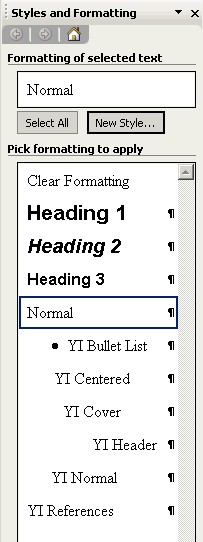 Styles and Formatting
Formatting of selected text
Normal
Select All New Style...
Pick formatting to apply
Clear Formatting
Heading 1 ¶
Heading 2 ¶
Heading 3 ¶
Normal ¶
• YI Bullet List ¶
YI Centered ¶
YI Cover ¶
YI Header ¶
YI Normal ¶
YI References ¶